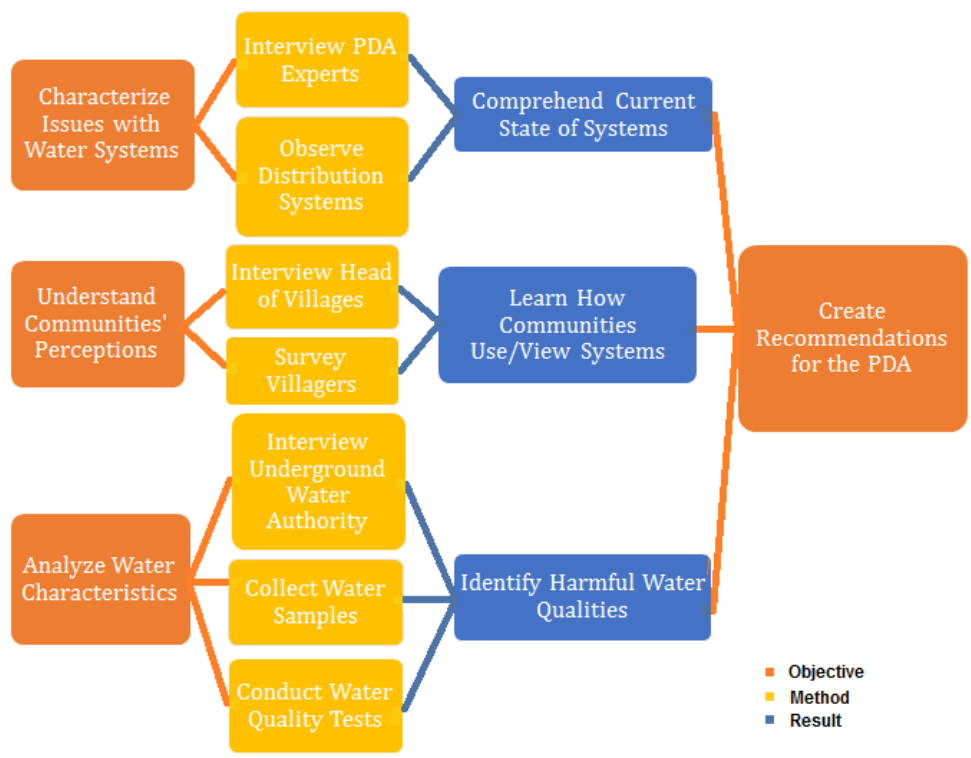 Characterize
Issues with
Water Systems
Interview PDA
Experts
Observe
Distribution
Systems
Comprehend Current
State of Systems
Understand
Communities'
Perceptions
Interview Head
of Villages
Survey
Villagers
Learn How
Communities
Use/View Systems
Create
Recommendations
for the PDA
Analyze Water
Characteristics
Interview
Underground
Water
Authority
Collect Water
Samples
Conduct Water
Quality Tests
Identify Harmful Water
Qualities
Objective
Method
Result